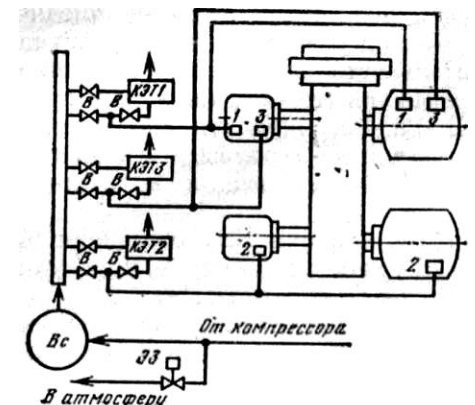 КЭТ1
В В
1 3
1 3
КЭТ3
В В
КЭТ2
В В
2
2
Вс
От компрессора
ЭЗ
В атмосферу